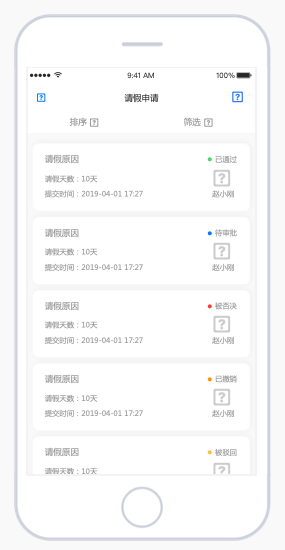 9:41 AM 100%
请假申请
排序 筛选
请假原因 已通过
请假天数：10天
提交时间：2019-04-01 17:27 赵小刚
请假原因 待审批
请假天数：10天
提交时间：2019-04-01 17:27 赵小刚
请假原因 被否决
请假天数：10天
提交时间：2019-04-01 17:27 赵小刚
请假原因 已撤销
请假天数：10天
提交时间：2019-04-01 17:27 赵小刚
请假原因 被驳回
请假天数：10天